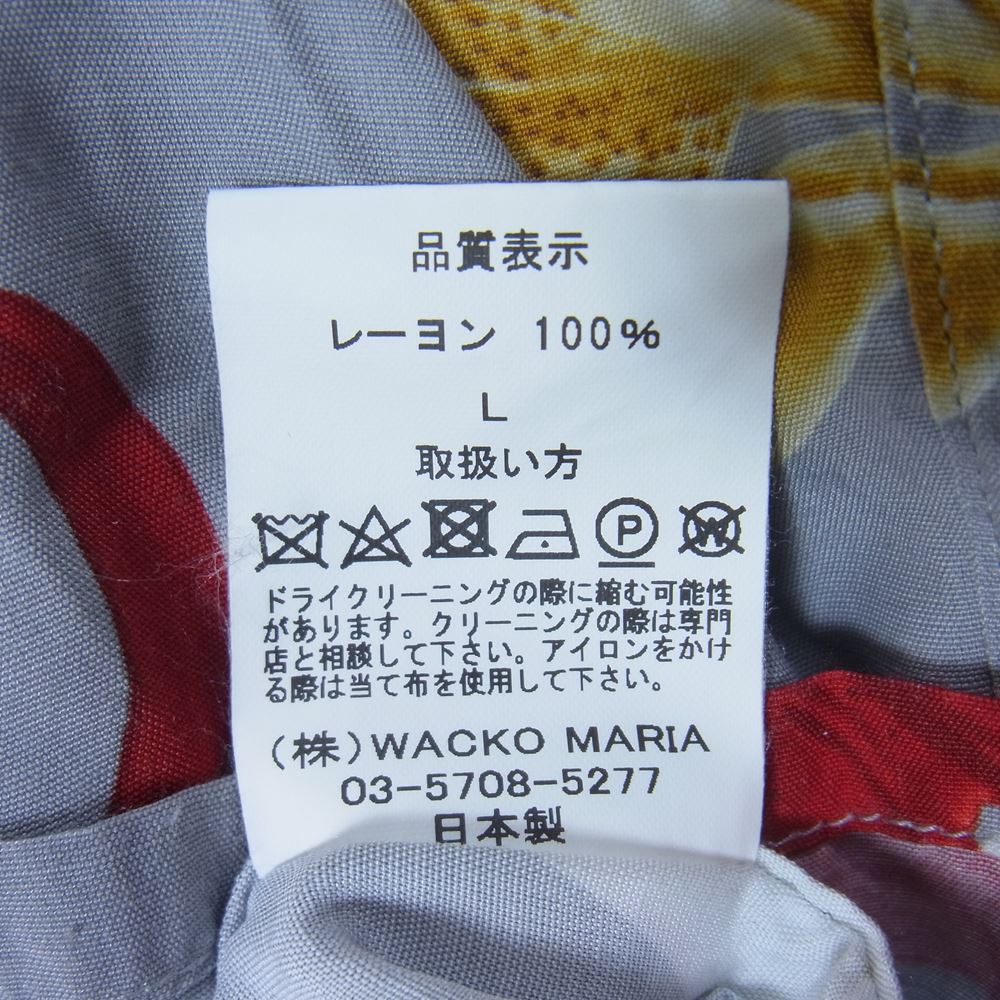 品質表示
レーヨン 100%
L
取扱い方
P W
ドライクリーニングの際に縮む可能性
があります。クリーニングの際は専門
店と相談して下さい。アイロンをかけ
る際は当て布を使用して下さい。
(株)WACKO MARIA
03-5708-5277
日本製